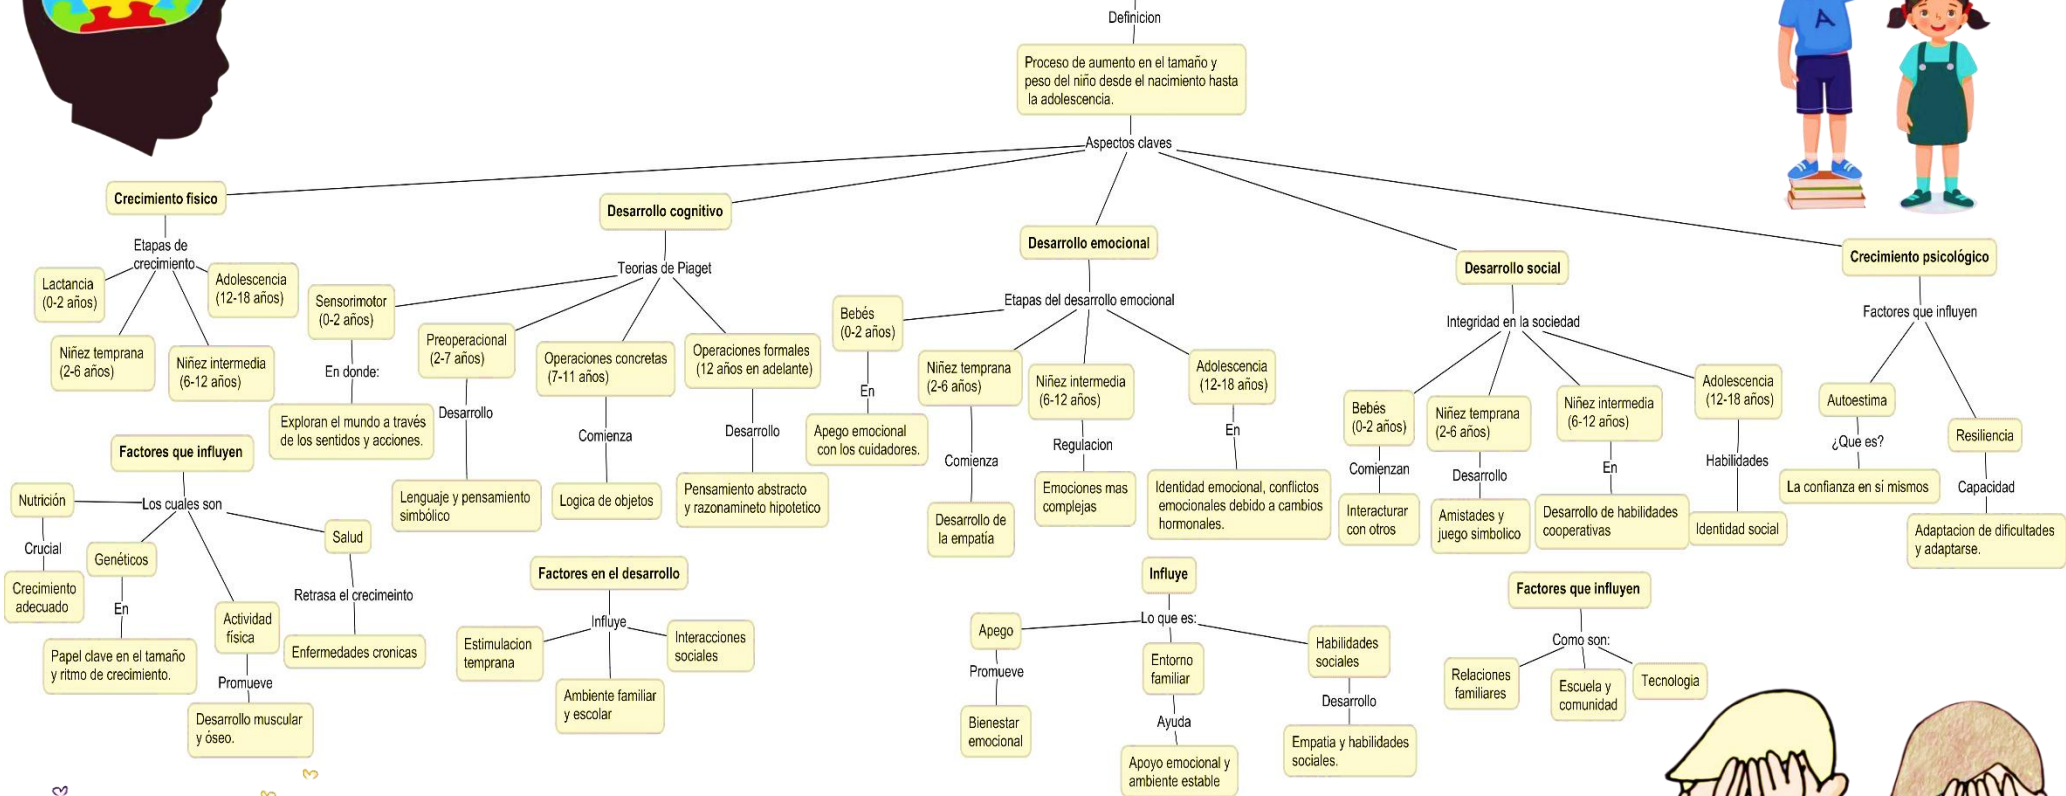 Definicion
Proceso de aumento en el tamaño y
peso del niño desde el nacimiento hasta
la adolescencia.
Aspectos claves
A
Crecimiento fisico
Etapas de
crecimiento
Lactancia
(0-2 años)
Niñez temprana
(2-6 años)
Niñez intermedia
(6-12 años)
Adolescencia
(12-18 años)
Factores que influyen
Los cuales son
Nutrición
Crucial
Crecimiento
adecuado
Genéticos
En
Papel clave en el tamaño
y ritmo de crecimiento.
Actividad
física
Promueve
Desarrollo muscular
y óseo.
Salud
Retrasa el crecimeinto
Enfermedades cronicas
Desarrollo cognitivo
Teorias de Piaget
Sensorimotor
(0-2 años)
En donde:
Exploran el mundo a través
de los sentidos y acciones.
Preoperacional
(2-7 años)
Desarrollo
Lenguaje y pensamiento
simbólico
Operaciones concretas
(7-11 años)
Comienza
Logica de objetos
Operaciones formales
(12 años en adelante)
Desarrollo
Pensamiento abstracto
y razonamineto hipotetico
Factores en el desarrollo
Influye
Estimulacion
temprana
Ambiente familiar
y escolar
Interacciones
sociales
Desarrollo emocional
Etapas del desarrollo emocional
Bebés
(0-2 años)
En
Apego emocional
con los cuidadores.
Niñez temprana
(2-6 años)
Comienza
Desarrollo de
la empatía
Niñez intermedia
(6-12 años)
Regulacion
Emociones mas
complejas
Adolescencia
(12-18 años)
En
Identidad emocional, conflictos
emocionales debido a cambios
hormonales.
Influye
Lo que es:
Apego
Promueve
Bienestar
emocional
Entorno
familiar
Ayuda
Apoyo emocional y
ambiente estable
Habilidades
sociales
Desarrollo
Empatia y habilidades
sociales.
Desarrollo social
Integridad en la sociedad
Bebés
(0-2 años)
Comienzan
Interacturar
con otros
Niñez temprana
(2-6 años)
Desarrollo
Amistades y
juego simbolico
Niñez intermedia
(6-12 años)
En
Desarrollo de habilidades
cooperativas
Adolescencia
(12-18 años)
Habilidades
Identidad social
Factores que influyen
Como son:
Relaciones
familiares
Escuela y
comunidad
Tecnologia
Crecimiento psicológico
Factores que influyen
Autoestima
¿Que es?
La confianza en si mismos
Resiliencia
Capacidad
Adaptacion de dificultades
y adaptarse.